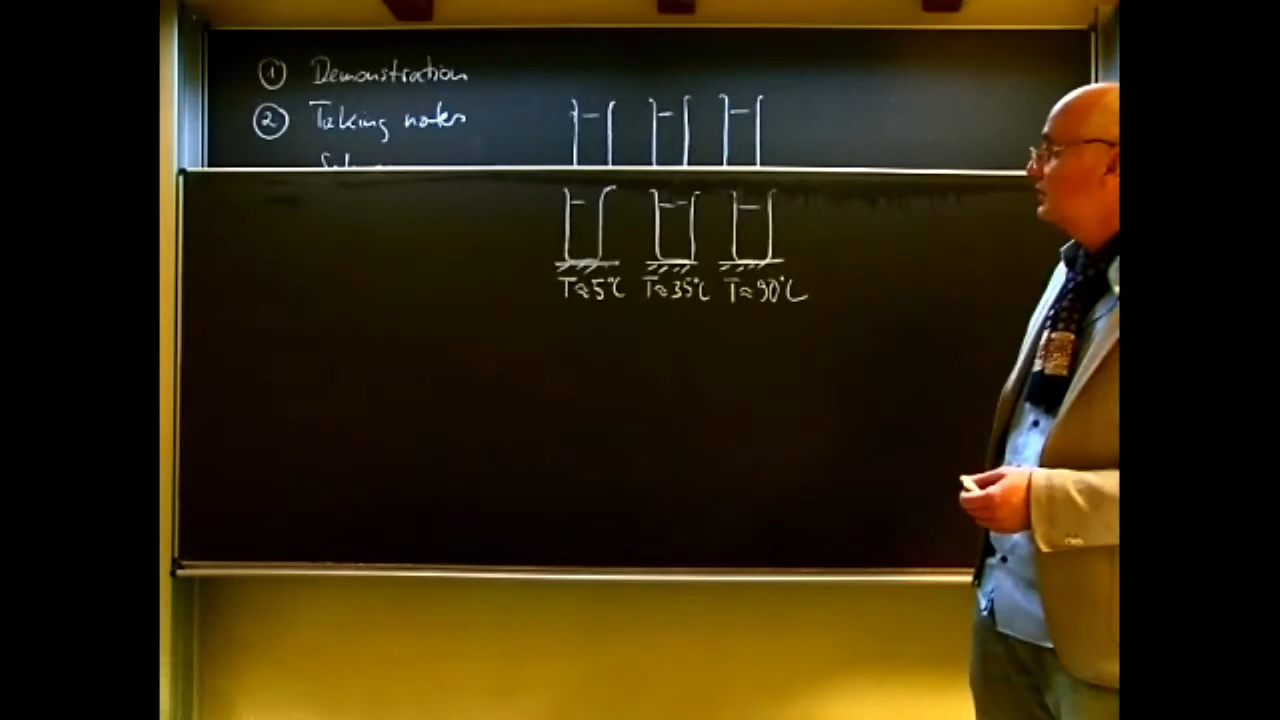 ① Demonstration
② Taking notes
T≈5°C T≈35°C T≈90°C